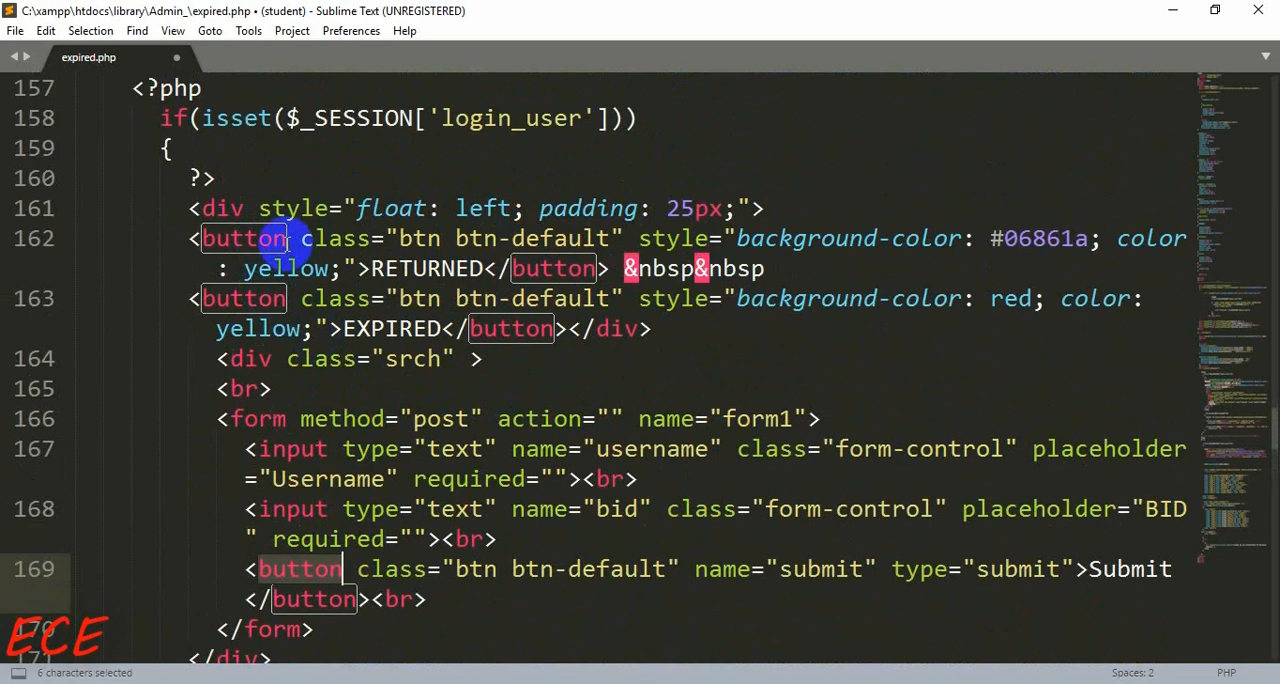 C:\xampp\htdocs\library\Admin_\expired.php • (student) - Sublime Text (UNREGISTERED)
File Edit Selection Find View Goto Tools Project Preferences Help
expired.php
157 <?php
158 if(isset($_SESSION['login_user']))
159 {
160 ?>
161 <div style="float: left; padding: 25px;">
162 <button class="btn btn-default" style="background-color: #06861a; color
: yellow;">RETURNED</button> &nbsp&nbsp
163 <button class="btn btn-default" style="background-color: red; color:
yellow;">EXPIRED</button></div>
164 <div class="srch" >
165 <br>
166 <form method="post" action="" name="form1">
167 <input type="text" name="username" class="form-control" placeholder
="Username" required=""><br>
168 <input type="text" name="bid" class="form-control" placeholder="BID
" required=""><br>
169 <button class="btn btn-default" name="submit" type="submit">Submit
</button><br>
170 </form>
171 </div>
ECE
6 characters selected Spaces: 2 PHP